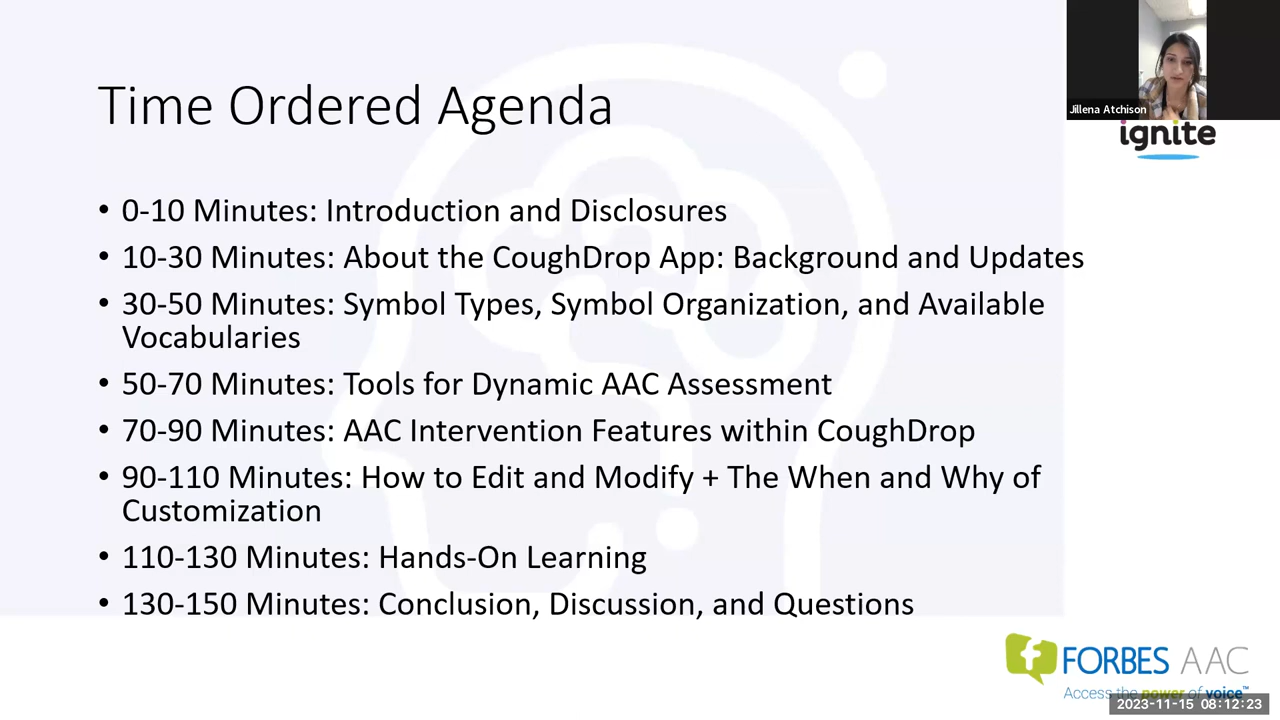 Time Ordered Agenda
Jillena Atchison
ignite
• 0-10 Minutes: Introduction and Disclosures
• 10-30 Minutes: About the CoughDrop App: Background and Updates
• 30-50 Minutes: Symbol Types, Symbol Organization, and Available
Vocabularies
• 50-70 Minutes: Tools for Dynamic AAC Assessment
• 70-90 Minutes: AAC Intervention Features within CoughDrop
• 90-110 Minutes: How to Edit and Modify + The When and Why of
Customization
• 110-130 Minutes: Hands-On Learning
• 130-150 Minutes: Conclusion, Discussion, and Questions
f FORBES AAC
Access the power of voice™
2023-11-15 08:12:23